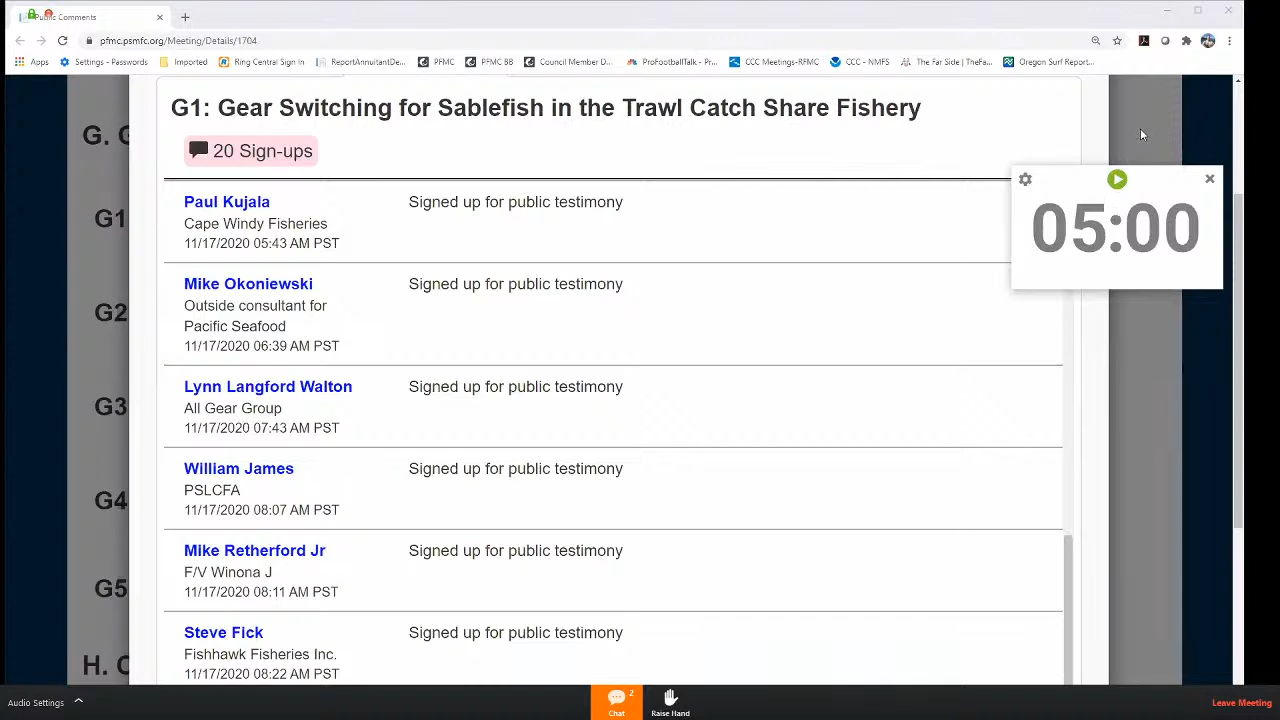 Public Comments
pfmc.psmfc.org/Meeting/Details/1704
Apps
Settings - Passwords
Imported
Ring Central Sign in
ReportAnnuitantDe...
PFMC
PFMC BB
Council Member D...
ProFootballTalk - Pr...
CCC Meetings-RFMC
CCC - NMFS
The Far Side | TheFa...
Oregon Surf Report...
G1: Gear Switching for Sablefish in the Trawl Catch Share Fishery
G. G
20 Sign-ups
05:00
Paul Kujala
Signed up for public testimony
G1
Cape Windy Fisheries
11/17/2020 05:43 AM PST
Mike Okoniewski
Signed up for public testimony
G2
Outside consultant for
Pacific Seafood
11/17/2020 06:39 AM PST
Lynn Langford Walton
Signed up for public testimony
G3
All Gear Group
11/17/2020 07:43 AM PST
William James
Signed up for public testimony
G4
PSLCFA
11/17/2020 08:07 AM PST
Mike Retherford Jr
Signed up for public testimony
G5
F/V Winona J
11/17/2020 08:11 AM PST
Steve Fick
Signed up for public testimony
Fishhawk Fisheries Inc.
H. C
11/17/2020 08:22 AM PST
Audio Settings
2
Chat
Raise Hand
Leave Meeting